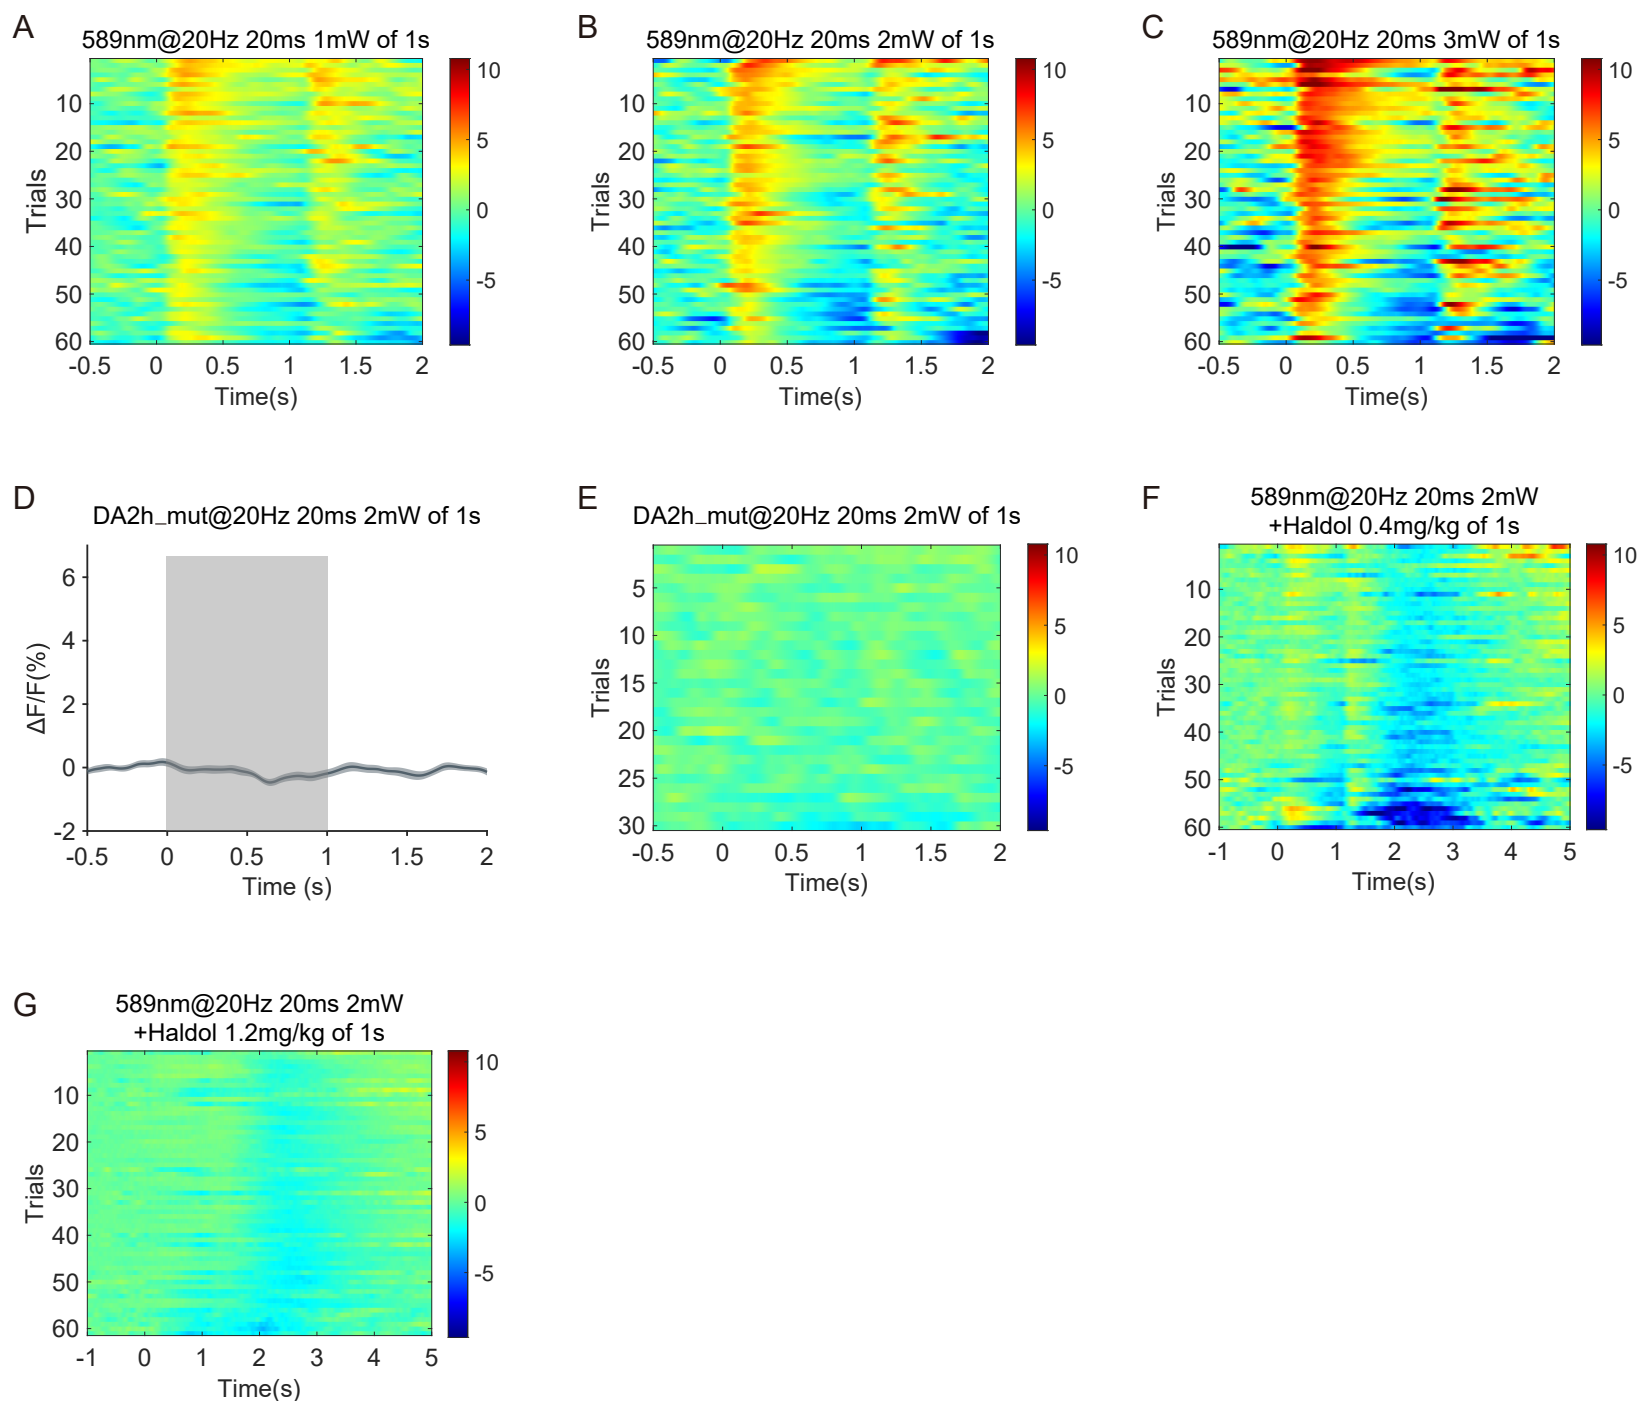 A
589nm@20Hz 20ms 1mW of 1s
Trials
10
20
30
40
50
60
-0.5 0 0.5 1 1.5 2
Time(s)
10
5
0
-5
B
589nm@20Hz 20ms 2mW of 1s
Trials
10
20
30
40
50
60
-0.5 0 0.5 1 1.5 2
Time(s)
10
5
0
-5
C
589nm@20Hz 20ms 3mW of 1s
Trials
10
20
30
40
50
60
-0.5 0 0.5 1 1.5 2
Time(s)
10
5
0
-5
D
DA2h_mut@20Hz 20ms 2mW of 1s
ΔF/F(%)
6
4
2
0
-2
-0.5 0 0.5 1 1.5 2
Time (s)
E
DA2h_mut@20Hz 20ms 2mW of 1s
Trials
5
10
15
20
25
30
-0.5 0 0.5 1 1.5 2
Time(s)
10
5
0
-5
F
589nm@20Hz 20ms 2mW
+Haldol 0.4mg/kg of 1s
Trials
10
20
30
40
50
60
-1 0 1 2 3 4 5
Time(s)
10
5
0
-5
G
589nm@20Hz 20ms 2mW
+Haldol 1.2mg/kg of 1s
Trials
10
20
30
40
50
60
-1 0 1 2 3 4 5
Time(s)
10
5
0
-5